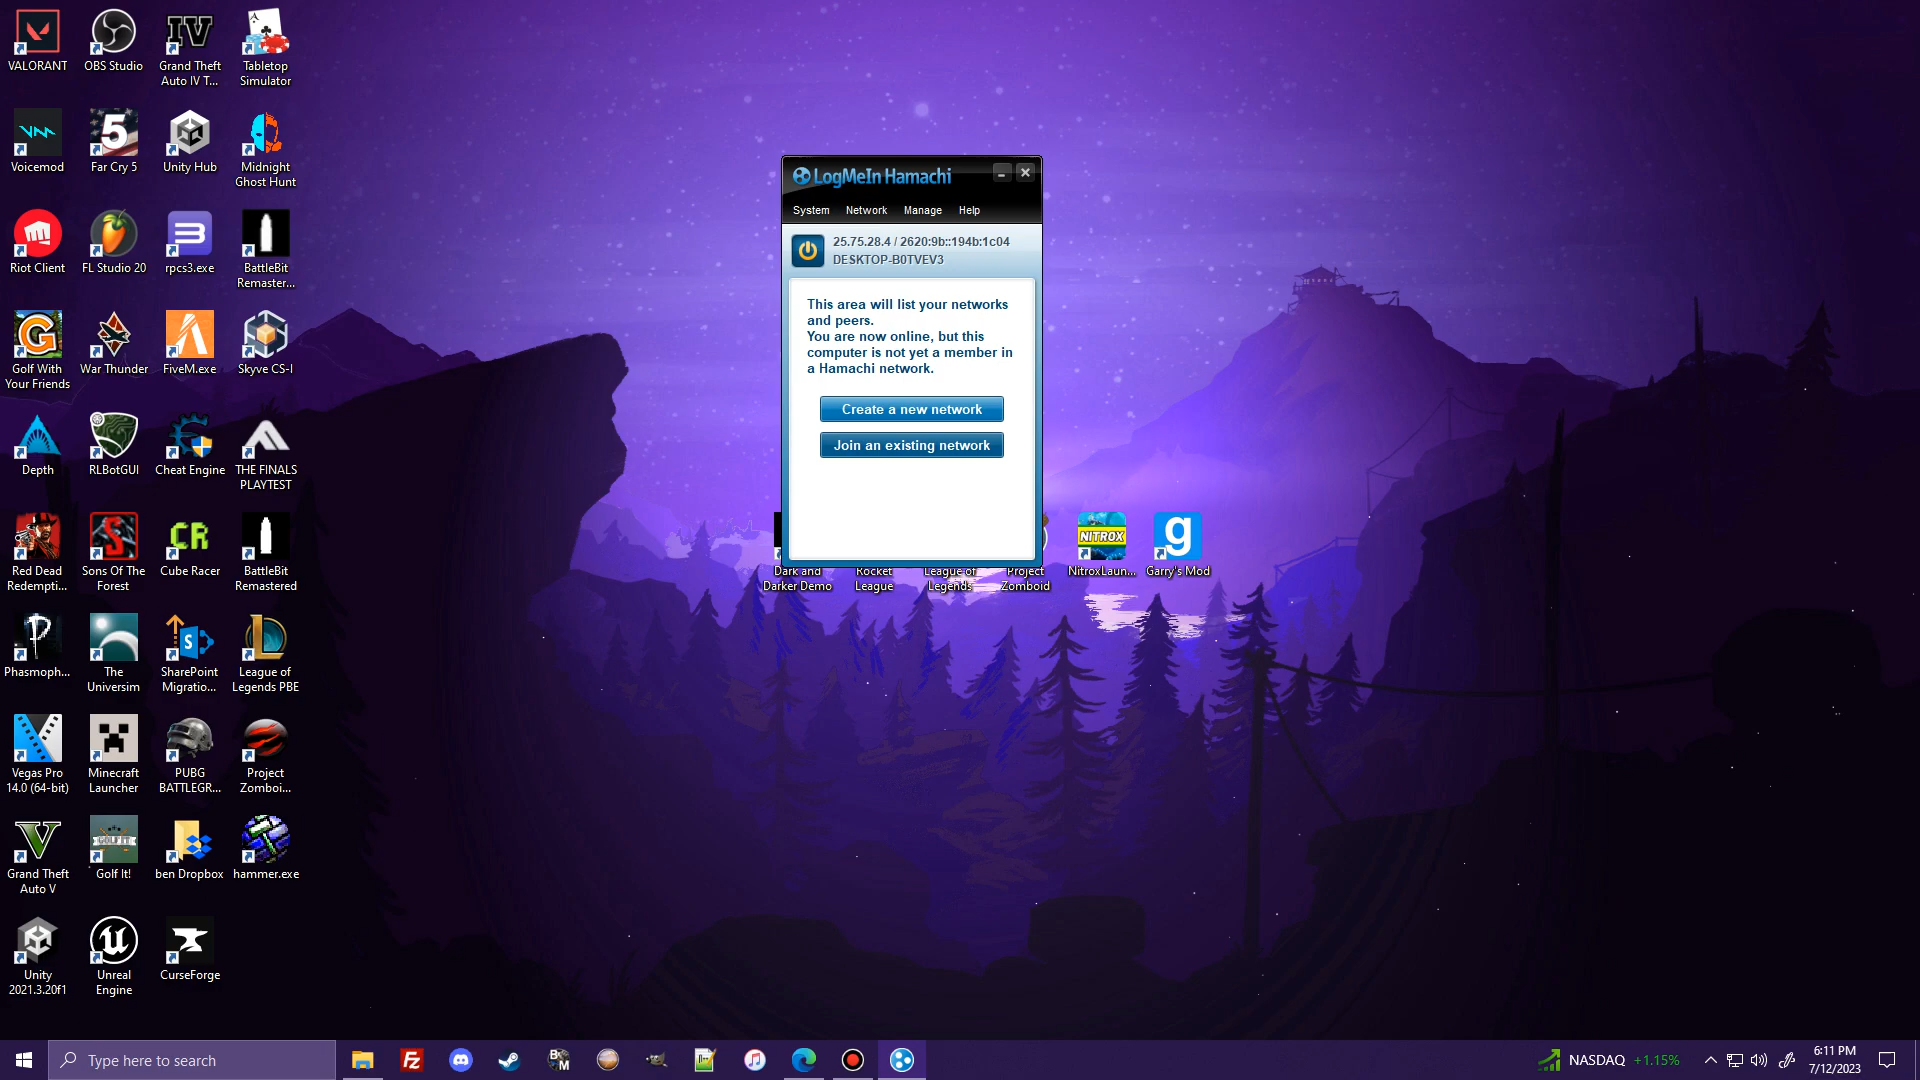 VALORANT
OBS Studio
Grand Theft
Auto IV T...
Tabletop
Simulator
Voicemod
Far Cry 5
Unity Hub
Midnight
Ghost Hunt
Riot Client
FL Studio 20
rpcs3.exe
BattleBit
Remaster...
Golf With
Your Friends
War Thunder
FiveM.exe
Skyve CS-I
Depth
RLBotGUI
Cheat Engine
THE FINALS
PLAYTEST
Red Dead
Redempti...
Sons Of The
Forest
Cube Racer
BattleBit
Remastered
Phasmoph...
The
Universim
SharePoint
Migratio...
League of
Legends PBE
Vegas Pro
14.0 (64-bit)
Minecraft
Launcher
PUBG
BATTLEGR...
Project
Zomboi...
Grand Theft
Auto V
Golf It!
ben Dropbox
hammer.exe
Unity
2021.3.20f1
Unreal
Engine
CurseForge
LogMeIn Hamachi
System Network Manage Help
25.75.28.4 / 2620:9b::194b:1c04
DESKTOP-B0TVEV3
This area will list your networks
and peers.
You are now online, but this
computer is not yet a member in
a Hamachi network.
Create a new network
Join an existing network
Dark and
Darker Demo
Rocket
League
League of
Legends
Project
Zomboid
NITROX
NitroxLaun...
g
Garry's Mod
Type here to search
NASDAQ +1.15%
6:11 PM
7/12/2023